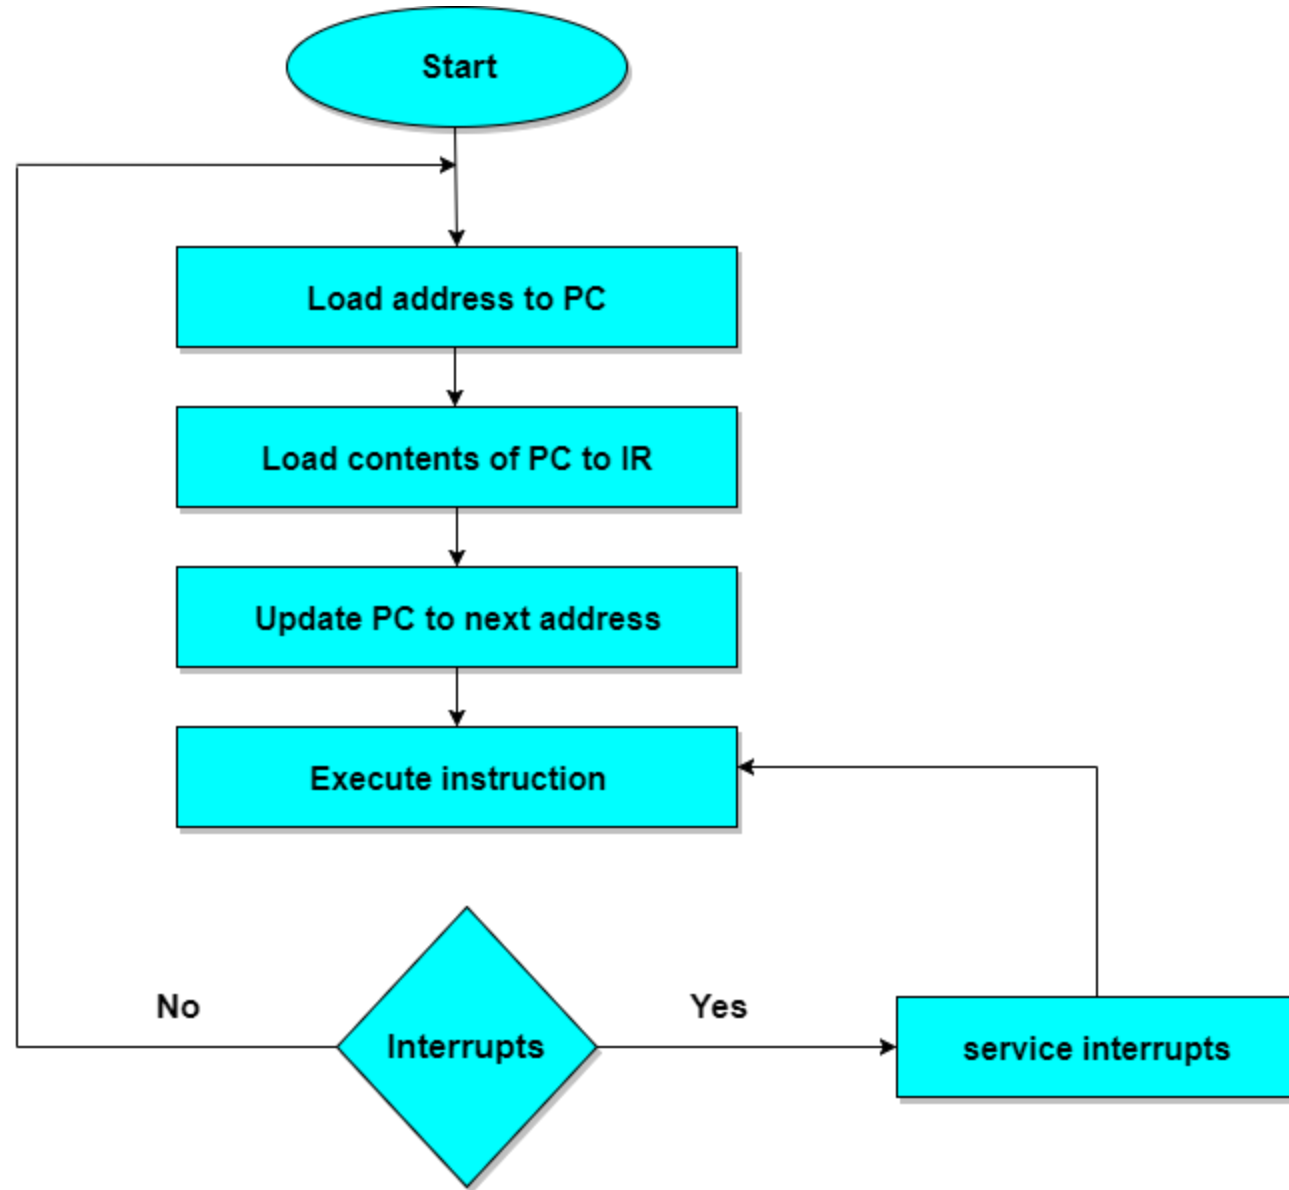 Start
Load address to PC
Load contents of PC to IR
Update PC to next address
Execute instruction
No
Yes
Interrupts
service interrupts